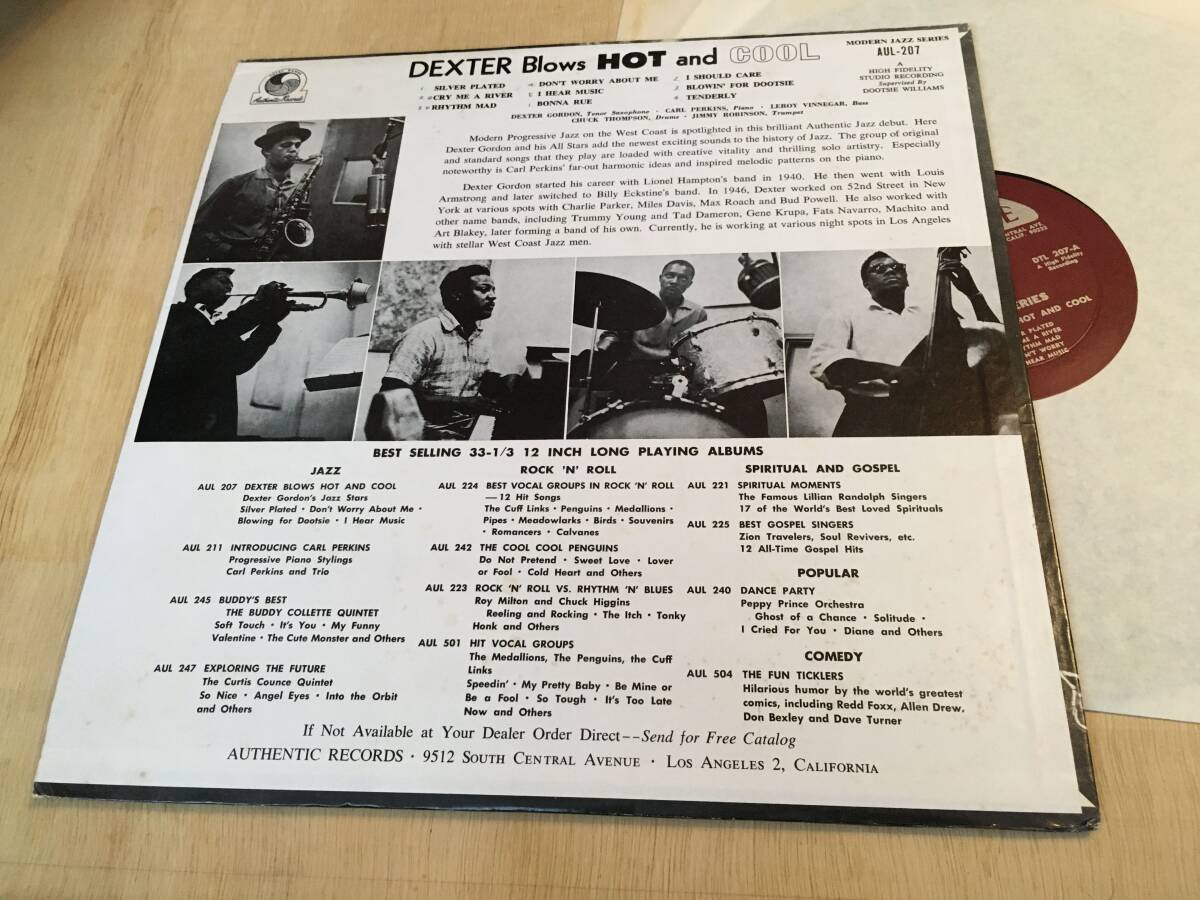 DEXTER Blows HOT and COOL
MODERN JAZZ SERIES
AUL-207
A
HIGH FIDELITY
STUDIO RECORDING
Supervised By
DOOTSIE WILLIAMS
Authentic Records
SILVER PLATED
CRY ME A RIVER
RHYTHM MAD
DON'T WORRY ABOUT ME
I HEAR MUSIC
BONNA RUE
I SHOULD CARE
BLOWIN' FOR DOOTSIE
TENDERLY
DEXTER GORDON, Tenor Saxophone · CARL PERKINS, Piano · LEROY VINNEGAR, Bass
CHUCK THOMPSON, Drums · JIMMY ROBINSON, Trumpet
Modern Progressive Jazz on the West Coast is spotlighted in this brilliant Authentic Jazz debut. Here
Dexter Gordon and his All Stars add the newest exciting sounds to the history of Jazz. The group of original
and standard songs that they play are loaded with creative vitality and thrilling solo artistry. Especially
noteworthy is Carl Perkins' far-out harmonic ideas and inspired melodic patterns on the piano.
Dexter Gordon started his career with Lionel Hampton's band in 1940. He then went with Louis
Armstrong and later switched to Billy Eckstine's band. In 1946, Dexter worked on 52nd Street in New
York at various spots with Charlie Parker, Miles Davis, Max Roach and Bud Powell. He also worked with
other name bands, including Trummy Young and Tad Dameron, Gene Krupa, Fats Navarro, Machito and
Art Blakey, later forming a band of his own. Currently, he is working at various night spots in Los Angeles
with stellar West Coast Jazz men.
BEST SELLING 33-1/3 12 INCH LONG PLAYING ALBUMS
JAZZ
AUL 207 DEXTER BLOWS HOT AND COOL
Dexter Gordon's Jazz Stars
Silver Plated · Don't Worry About Me ·
Blowing for Dootsie · I Hear Music
AUL 211 INTRODUCING CARL PERKINS
Progressive Piano Stylings
Carl Perkins and Trio
AUL 245 BUDDY'S BEST
THE BUDDY COLLETTE QUINTET
Soft Touch · It's You · My Funny
Valentine · The Cute Monster and Others
AUL 247 EXPLORING THE FUTURE
The Curtis Counce Quintet
So Nice · Angel Eyes · Into the Orbit
and Others
ROCK 'N' ROLL
AUL 224 BEST VOCAL GROUPS IN ROCK 'N' ROLL
—12 Hit Songs
The Cuff Links · Penguins · Medallions ·
Pipes · Meadowlarks · Birds · Souvenirs
· Romancers · Calvanes
AUL 242 THE COOL COOL PENGUINS
Do Not Pretend · Sweet Love · Lover
or Fool · Cold Heart and Others
AUL 223 ROCK 'N' ROLL VS. RHYTHM 'N' BLUES
Roy Milton and Chuck Higgins
Reeling and Rocking · The Itch · Tonky
Honk and Others
AUL 501 HIT VOCAL GROUPS
The Medallions, The Penguins, the Cuff
Links
Speedin' · My Pretty Baby · Be Mine or
Be a Fool · So Tough · It's Too Late
Now and Others
SPIRITUAL AND GOSPEL
AUL 221 SPIRITUAL MOMENTS
The Famous Lillian Randolph Singers
17 of the World's Best Loved Spirituals
AUL 225 BEST GOSPEL SINGERS
Zion Travelers, Soul Revivers, etc.
12 All-Time Gospel Hits
POPULAR
AUL 240 DANCE PARTY
Peppy Prince Orchestra
Ghost of a Chance · Solitude ·
I Cried For You · Diane and Others
COMEDY
AUL 504 THE FUN TICKLERS
Hilarious humor by the world's greatest
comics, including Redd Foxx, Allen Drew.
Don Bexley and Dave Turner
If Not Available at Your Dealer Order Direct--Send for Free Catalog
AUTHENTIC RECORDS · 9512 SOUTH CENTRAL AVENUE · LOS ANGELES 2, CALIFORNIA
E
CENTRAL AVE.
CALIF. 90222
DTL 207-A
A High Fidelity
Recording
ERIES
HOT AND COOL
PLATED
ME A RIVER
WORRY
HEAR MUSIC